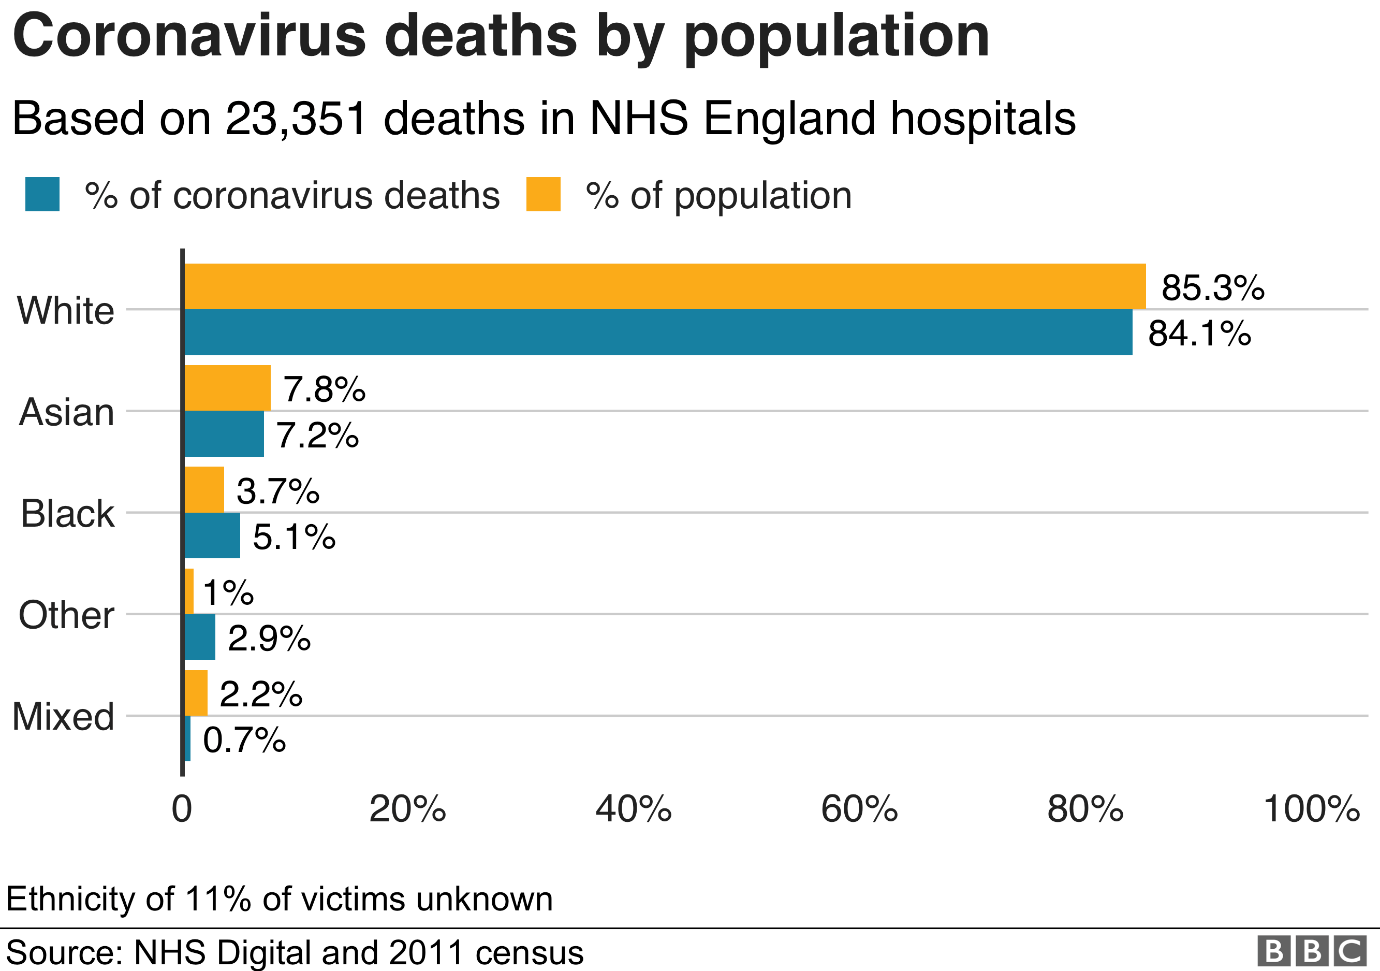 Coronavirus deaths by population
Based on 23,351 deaths in NHS England hospitals
% of coronavirus deaths % of population
White
85.3%
84.1%
Asian
7.8%
7.2%
Black
3.7%
5.1%
Other
1%
2.9%
Mixed
2.2%
0.7%
0 20% 40% 60% 80% 100%
Ethnicity of 11% of victims unknown
Source: NHS Digital and 2011 census
BBC